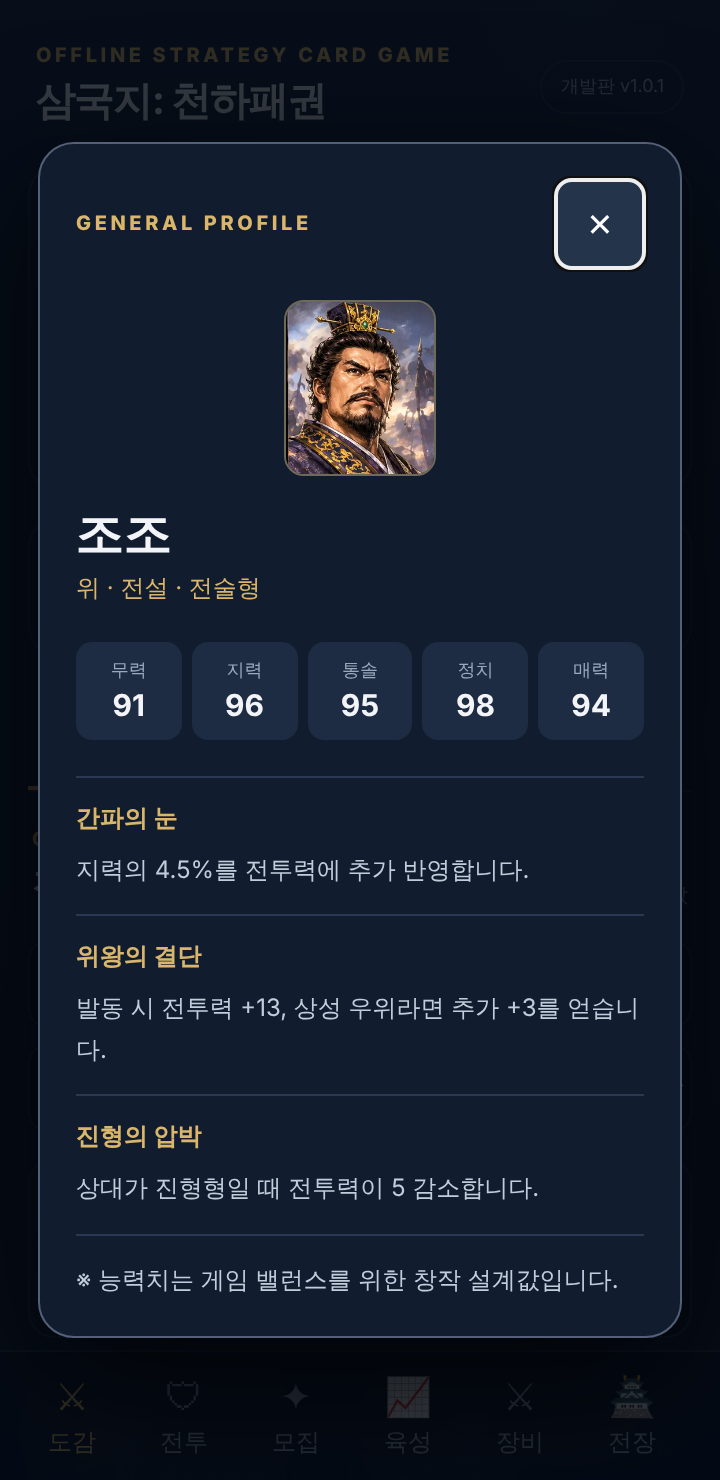 OFFLINE STRATEGY CARD GAME
삼국지: 천하패권
개발판 v1.0.1
GENERAL PROFILE
✕
조조
위 · 전설 · 전술형
무력 지력 통솔 정치 매력
91 96 95 98 94
간파의 눈
지력의 4.5%를 전투력에 추가 반영합니다.
위왕의 결단
발동 시 전투력 +13, 상성 우위라면 추가 +3를 얻습니
다.
진형의 압박
상대가 진형형일 때 전투력이 5 감소합니다.
※ 능력치는 게임 밸런스를 위한 창작 설계값입니다.
도감 전투 모집 육성 장비 전장